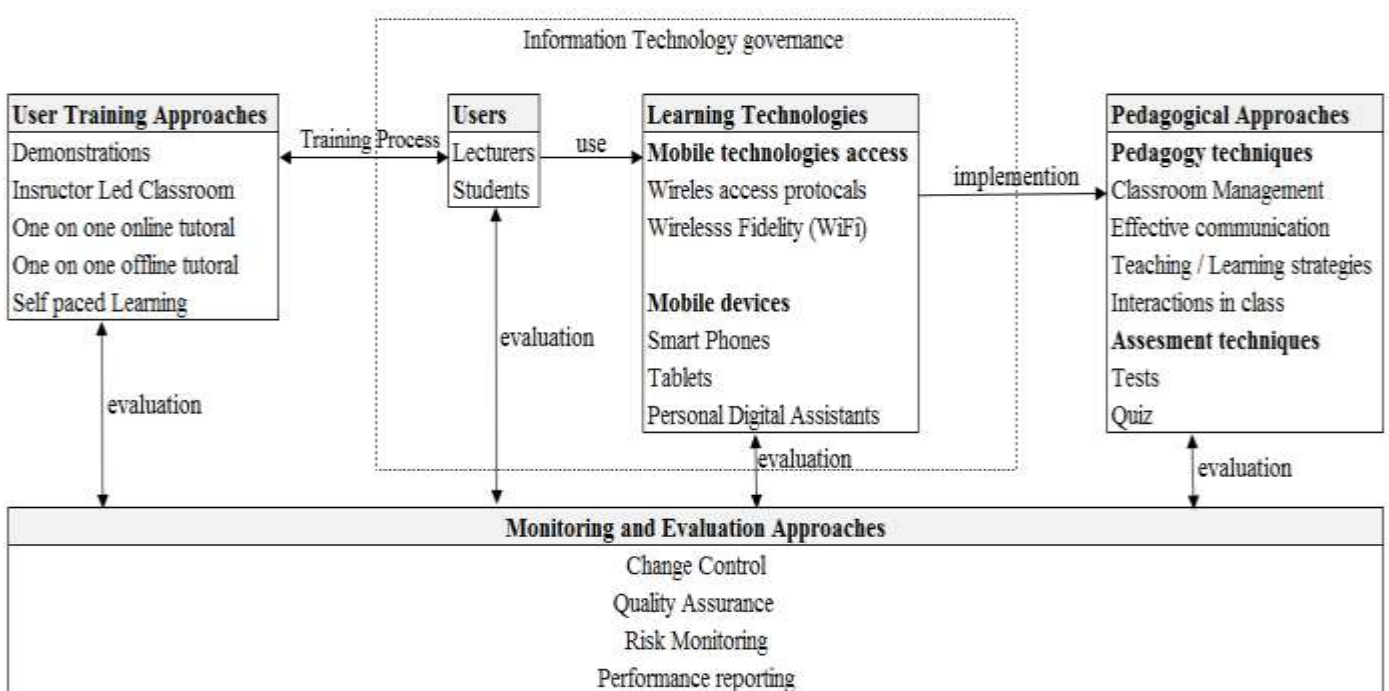 Information Technology governance
User Training Approaches
Demonstrations
Insructor Led Classroom
One on one online tutoral
One on one offline tutoral
Self paced Learning
Training Process
Users
Lecturers
Students
use
Learning Technologies
Mobile technologies access
Wireles access protocals
Wirelesss Fidelity (WiFi)
Mobile devices
Smart Phones
Tablets
Personal Digital Assistants
implemention
Pedagogical Approaches
Pedagogy techniques
Classroom Management
Effective communication
Teaching / Learning strategies
Interactions in class
Assesment techniques
Tests
Quiz
evaluation
evaluation
evaluation
evaluation
Monitoring and Evaluation Approaches
Change Control
Quality Assurance
Risk Monitoring
Performance reporting